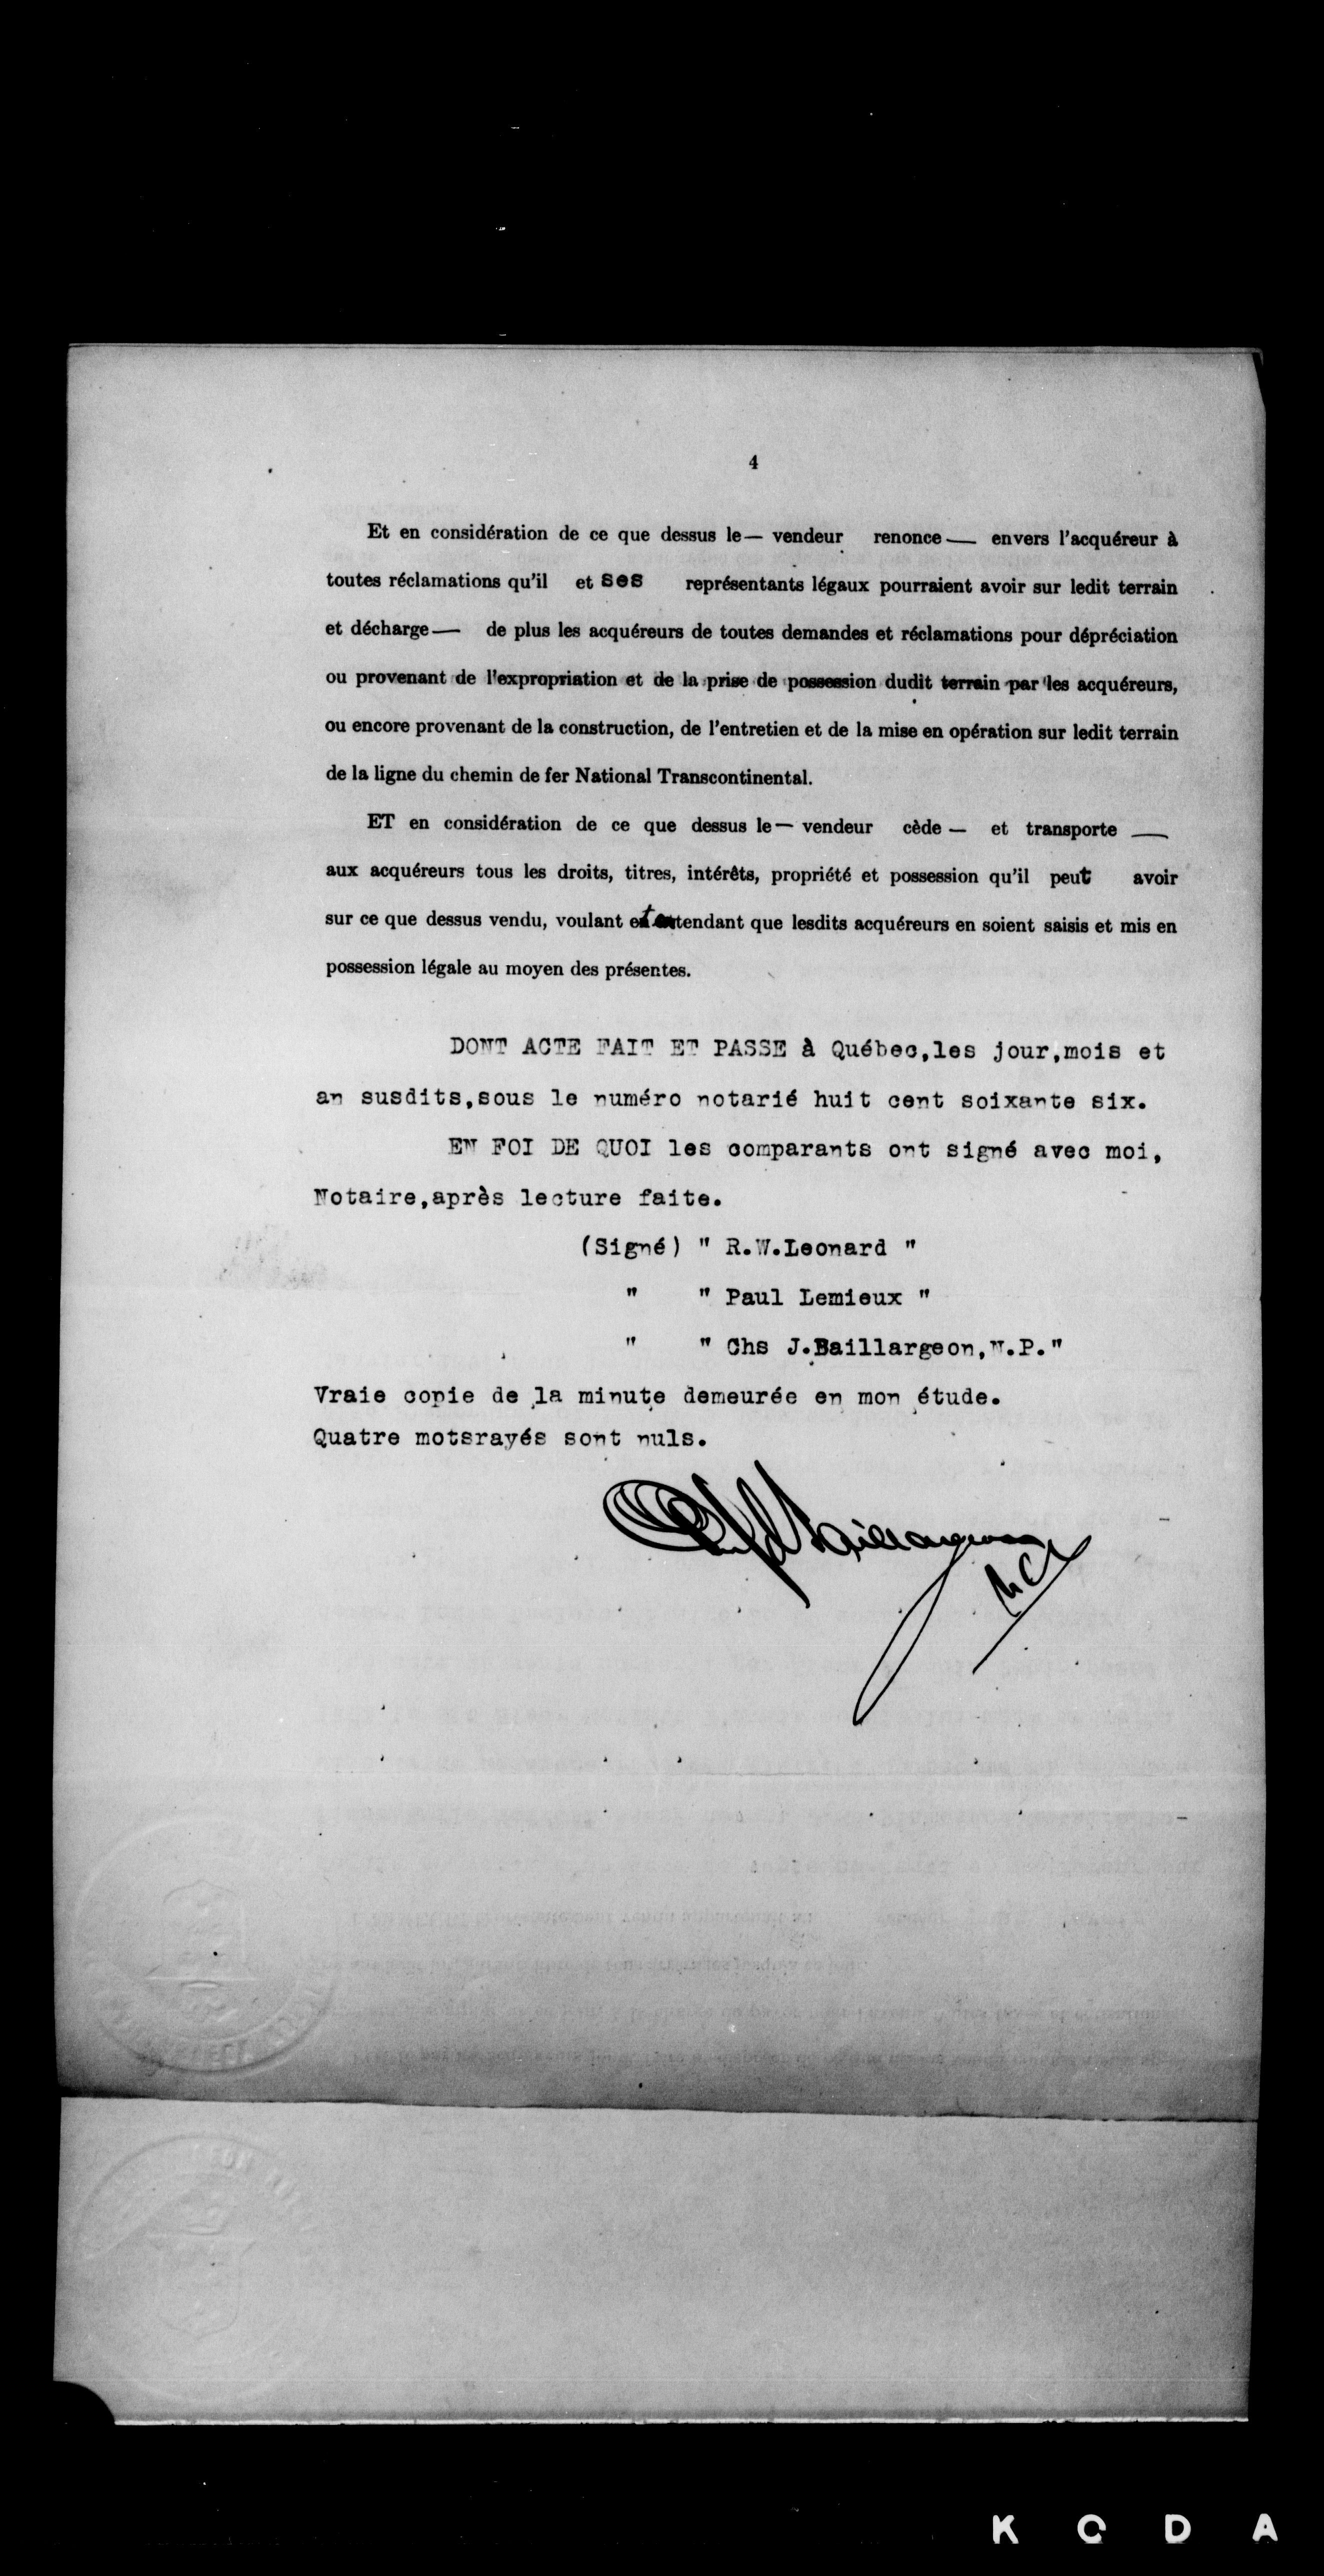 4
Et en considération de ce que dessus le— vendeur renonce— envers l'acquéreur à
toutes réclamations qu'il et ses représentants légaux pourraient avoir sur ledit terrain
et décharge— de plus les acquéreurs de toutes demandes et réclamations pour dépréciation
ou provenant de l'expropriation et de la prise de possession dudit terrain par les acquéreurs,
ou encore provenant de la construction, de l'entretien et de la mise en opération sur ledit terrain
de la ligne du chemin de fer National Transcontinental.
ET en considération de ce que dessus le— vendeur cède— et transporte—
aux acquéreurs tous les droits, titres, intérêts, propriété et possession qu'il peut avoir
sur ce que dessus vendu, voulant et entendant que lesdits acquéreurs en soient saisis et mis en
possession légale au moyen des présentes.
DONT ACTE FAIT ET PASSE à Québec,les jour,mois et
an susdits,sous le numéro notarié huit cent soixante six.
EN FOI DE QUOI les comparants ont signé avec moi,
Notaire,après lecture faite.
(Signé) " R.W.Leonard "
" " Paul Lemieux "
" " Chs J.Baillargeon,N.P."
Vraie copie de la minute demeurée en mon étude.
Quatre motsrayés sont nuls.
Baillargeon
K O D A